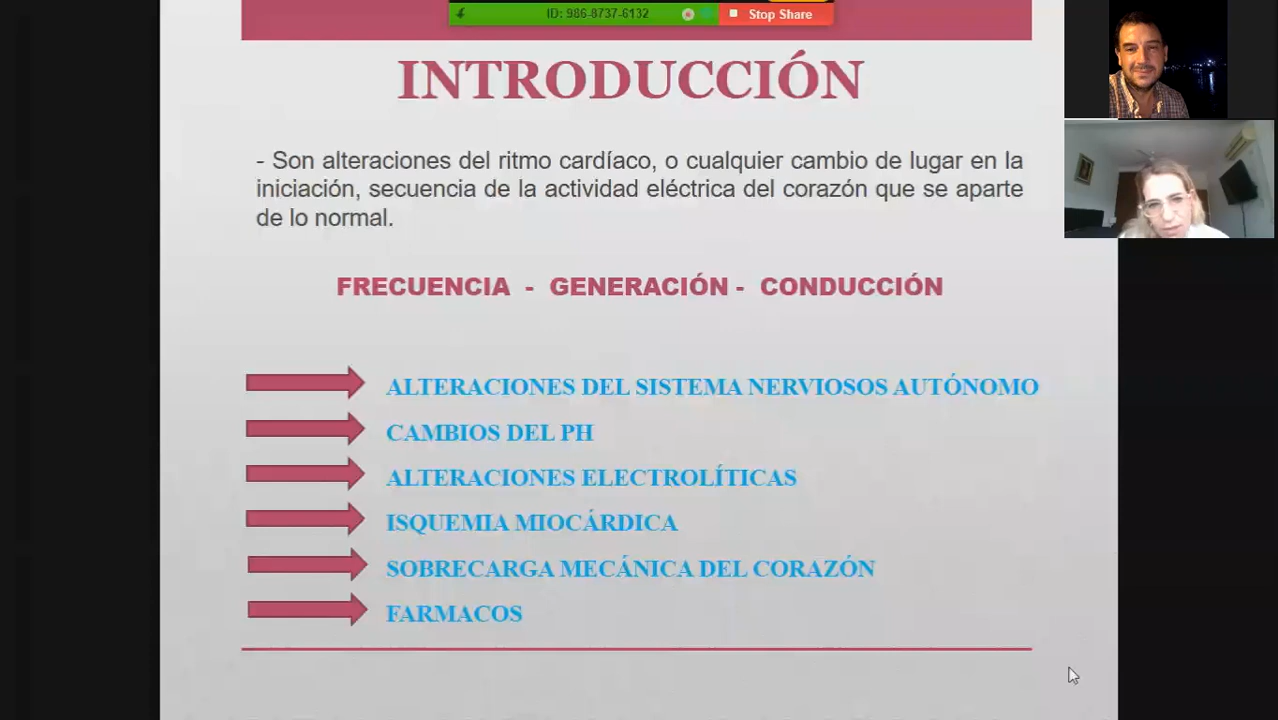 ID: 986-8737-6132
Stop Share
INTRODUCCIÓN
- Son alteraciones del ritmo cardíaco, o cualquier cambio de lugar en la
iniciación, secuencia de la actividad eléctrica del corazón que se aparte
de lo normal.
FRECUENCIA - GENERACIÓN - CONDUCCIÓN
ALTERACIONES DEL SISTEMA NERVIOSOS AUTÓNOMO
CAMBIOS DEL PH
ALTERACIONES ELECTROLÍTICAS
ISQUEMIA MIOCÁRDICA
SOBRECARGA MECÁNICA DEL CORAZÓN
FARMACOS